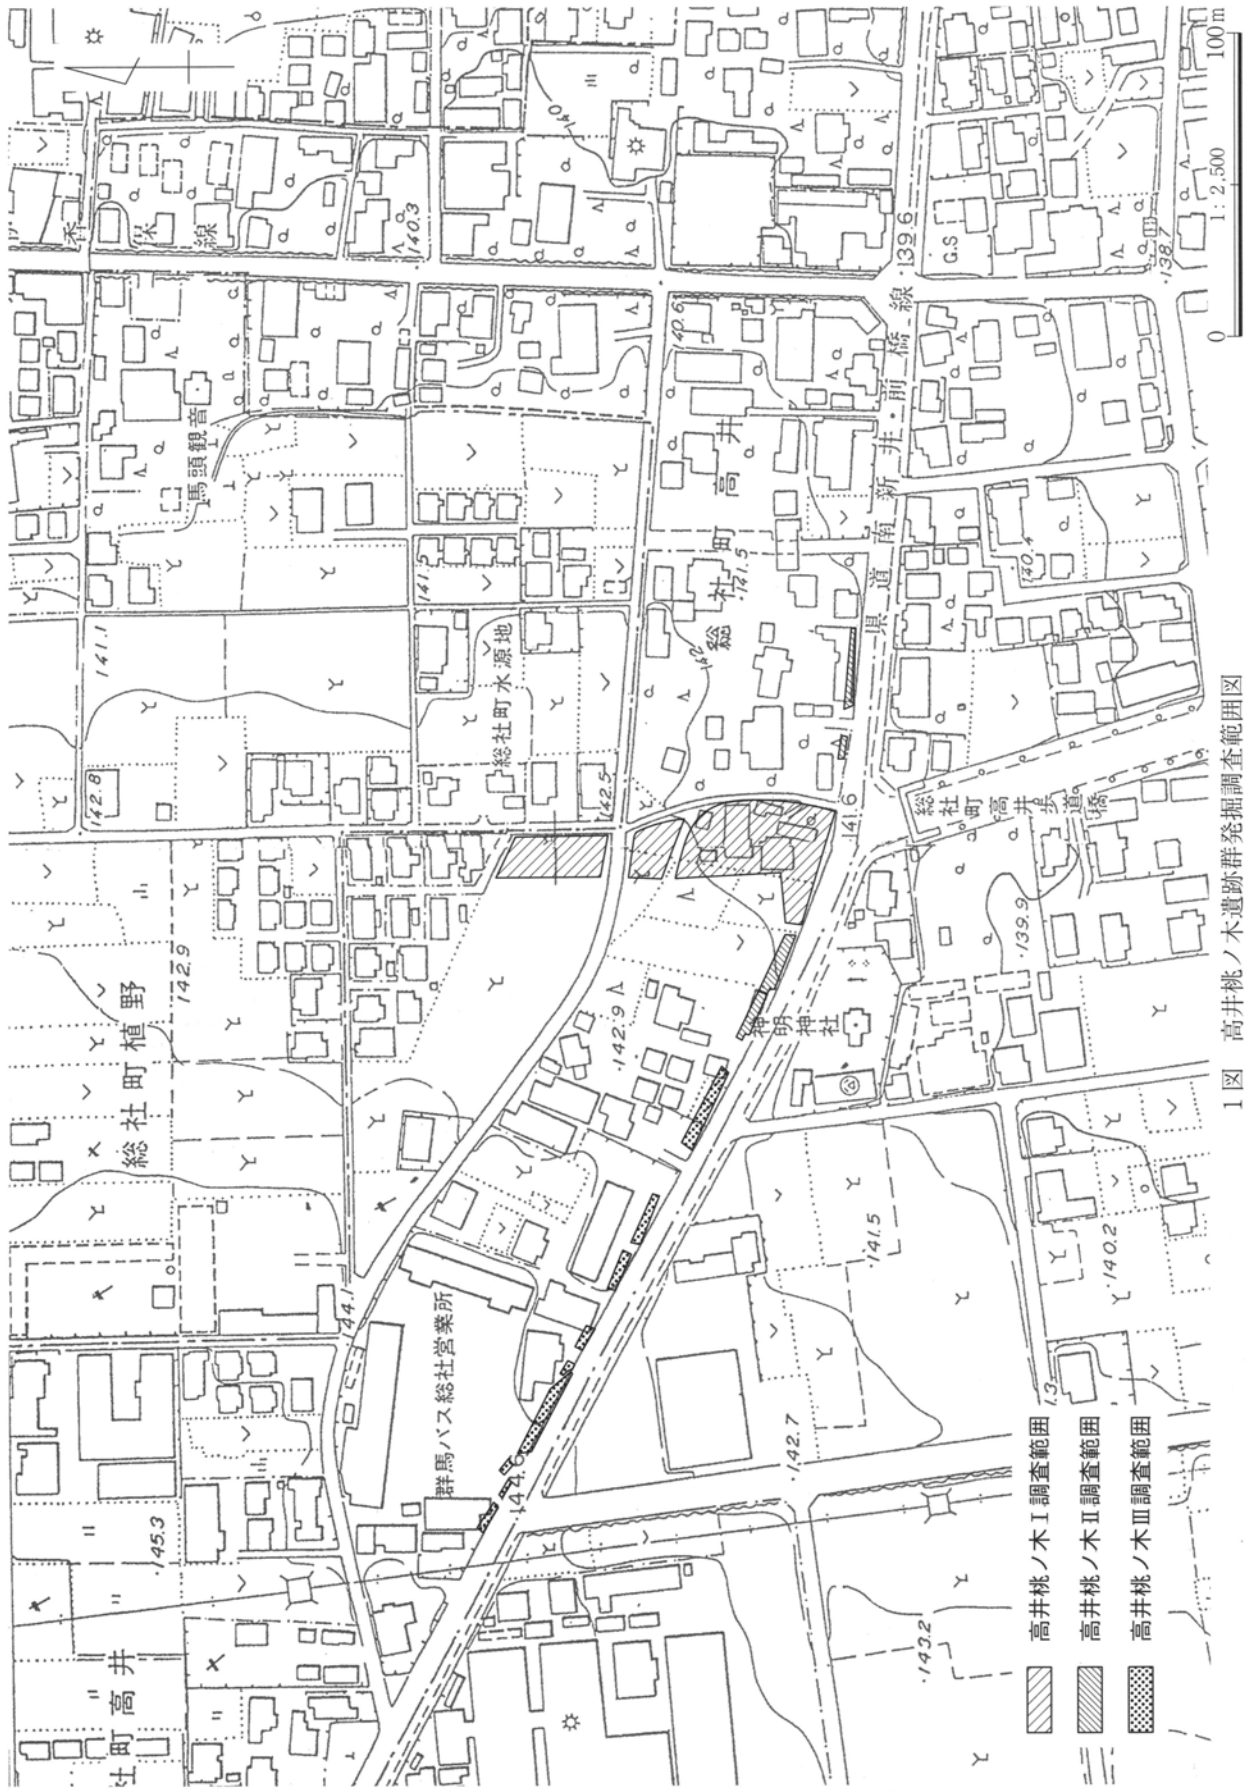 総社町高井
総社町植野
馬頭観音
総社町水源地
群馬バス総社営業所
神明神社
県道南新井・前橋線
総社町高井歩道橋
G.S
145.3
142.9
142.8
141.1
140.3
141.5
142.5
142.9
141.5
139.6
138.7
140.4
141.6
139.9
141.5
140.2
142.7
143.2
高井桃ノ木Ⅰ調査範囲
高井桃ノ木Ⅱ調査範囲
高井桃ノ木Ⅲ調査範囲
0
1：2,500
100m
1図 高井桃ノ木遺跡群発掘調査範囲図